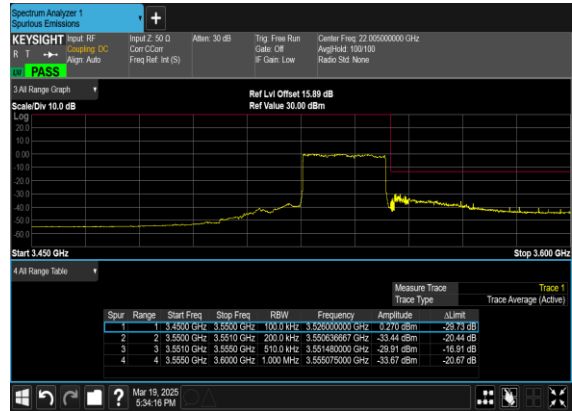 Spectrum Analyzer 1
Spurious Emissions
+
KEYSIGHT Input: RF Input Z: 50 Ω Atten: 30 dB Trig: Free Run Center Freq: 22.005000000 GHz
R T Coupling: DC Corr CCorr Gate: Off Avg|Hold: 100/100
Align: Auto Freq Ref: Int (S) IF Gain: Low Radio Std: None
PASS
3 All Range Graph
Ref Lvl Offset 15.89 dB
Scale/Div 10.0 dB Ref Value 30.00 dBm
Log
20.0
10.0
0.00
-10.0
-20.0
-30.0
-40.0
-50.0
-60.0
Start 3.450 GHz Stop 3.600 GHz
4 All Range Table
Measure Trace Trace 1
Trace Type Trace Average (Active)
Spur Range Start Freq Stop Freq RBW Frequency Amplitude ΔLimit
1 1 3.4500 GHz 3.5500 GHz 100.0 kHz 3.526000000 GHz 0.270 dBm -29.73 dB
2 2 3.5500 GHz 3.5510 GHz 200.0 kHz 3.550636667 GHz -33.44 dBm -20.44 dB
3 3 3.5510 GHz 3.5550 GHz 510.0 kHz 3.551480000 GHz -29.91 dBm -16.91 dB
4 4 3.5550 GHz 3.6000 GHz 1.000 MHz 3.555075000 GHz -33.67 dBm -20.67 dB
? Mar 19, 2025
5:34:16 PM